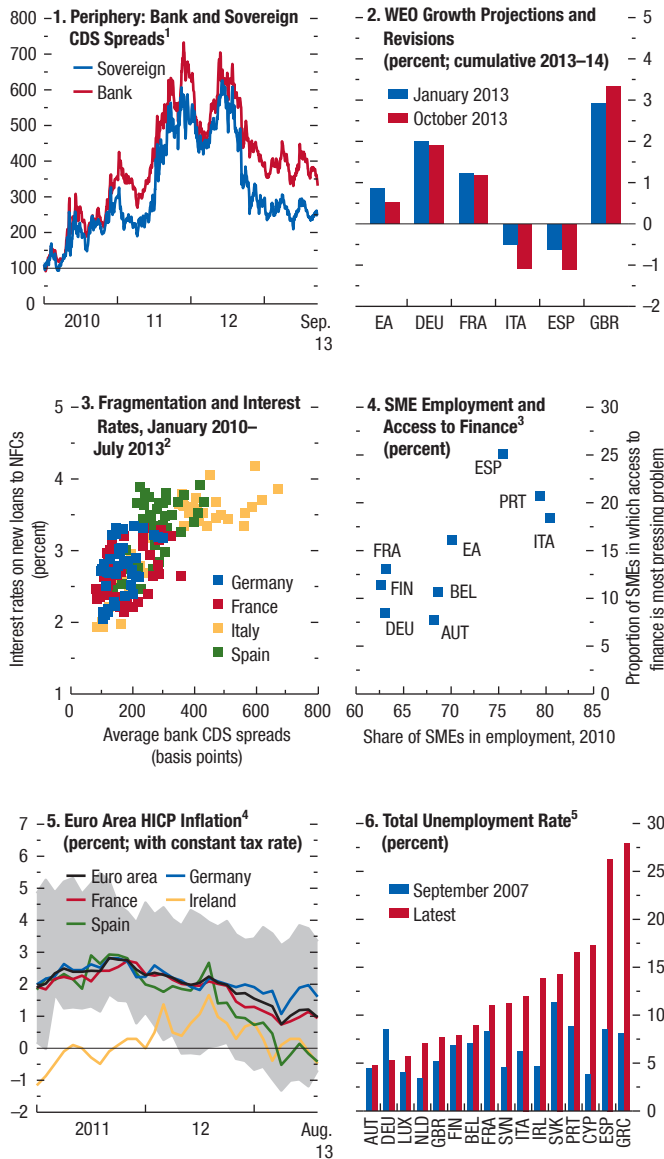 1. Periphery: Bank and Sovereign
CDS Spreads1
Sovereign
Bank
800
700
600
500
400
300
200
100
0
2010
11
12
Sep.
13
2. WEO Growth Projections and
Revisions
(percent; cumulative 2013–14)
January 2013
October 2013
5
4
3
2
1
0
–1
–2
EA
DEU
FRA
ITA
ESP
GBR
3. Fragmentation and Interest
Rates, January 2010–
July 20132
Interest rates on new loans to NFCs
(percent)
5
4
3
2
1
Germany
France
Italy
Spain
0
200
400
600
800
Average bank CDS spreads
(basis points)
4. SME Employment and
Access to Finance3
(percent)
ESP
PRT
ITA
EA
FRA
FIN
BEL
DEU
AUT
30
25
20
15
10
5
0
Proportion of SMEs in which access to
finance is most pressing problem
60
65
70
75
80
85
Share of SMEs in employment, 2010
5. Euro Area HICP Inflation4
(percent; with constant tax rate)
Euro area
Germany
France
Ireland
Spain
7
6
5
4
3
2
1
0
–1
–2
2011
12
Aug.
13
6. Total Unemployment Rate5
(percent)
September 2007
Latest
30
25
20
15
10
5
0
AUT
DEU
LUX
NLD
GBR
FIN
BEL
FRA
SVN
ITA
IRL
SVK
PRT
CYP
ESP
GRC